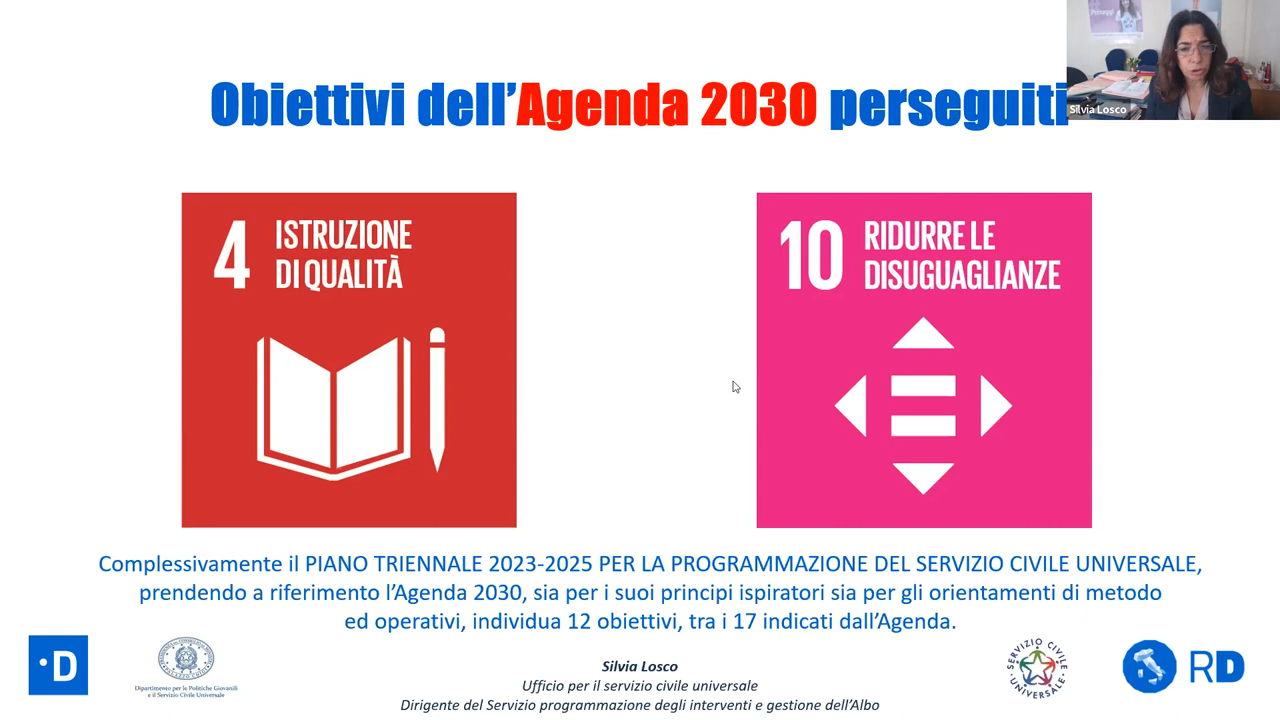 Obiettivi dell'Agenda 2030 perseguiti
Silvia Losco
4 ISTRUZIONE
DI QUALITÀ
10 RIDURRE LE
DISUGUAGLIANZE
Complessivamente il PIANO TRIENNALE 2023-2025 PER LA PROGRAMMAZIONE DEL SERVIZIO CIVILE UNIVERSALE,
prendendo a riferimento l'Agenda 2030, sia per i suoi principi ispiratori sia per gli orientamenti di metodo
ed operativi, individua 12 obiettivi, tra i 17 indicati dall'Agenda.
·D
Dipartimento per le Politiche Giovanili
e il Servizio Civile Universale
Silvia Losco
Ufficio per il servizio civile universale
Dirigente del Servizio programmazione degli interventi e gestione dell'Albo
SERVIZIO CIVILE
UNIVERSALE
RD